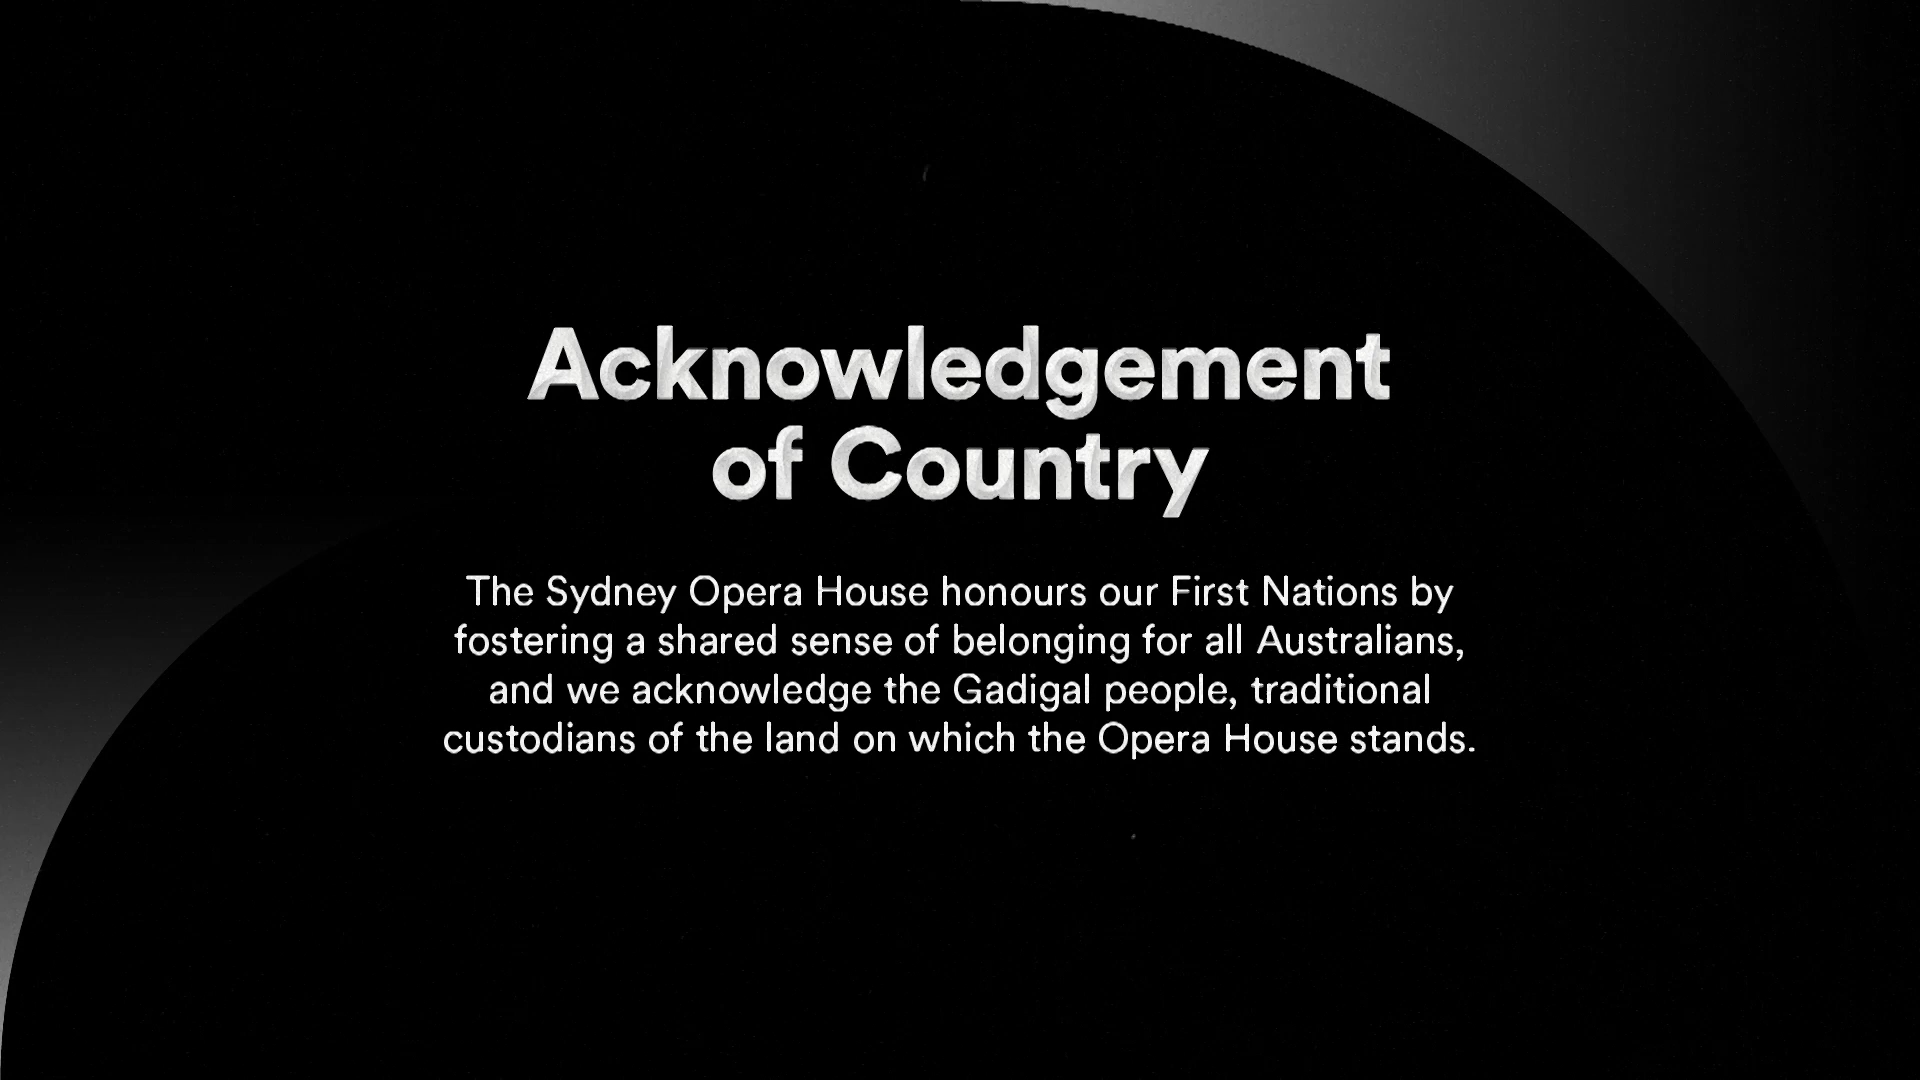 Acknowledgement
of Country
The Sydney Opera House honours our First Nations by
fostering a shared sense of belonging for all Australians,
and we acknowledge the Gadigal people, traditional
custodians of the land on which the Opera House stands.